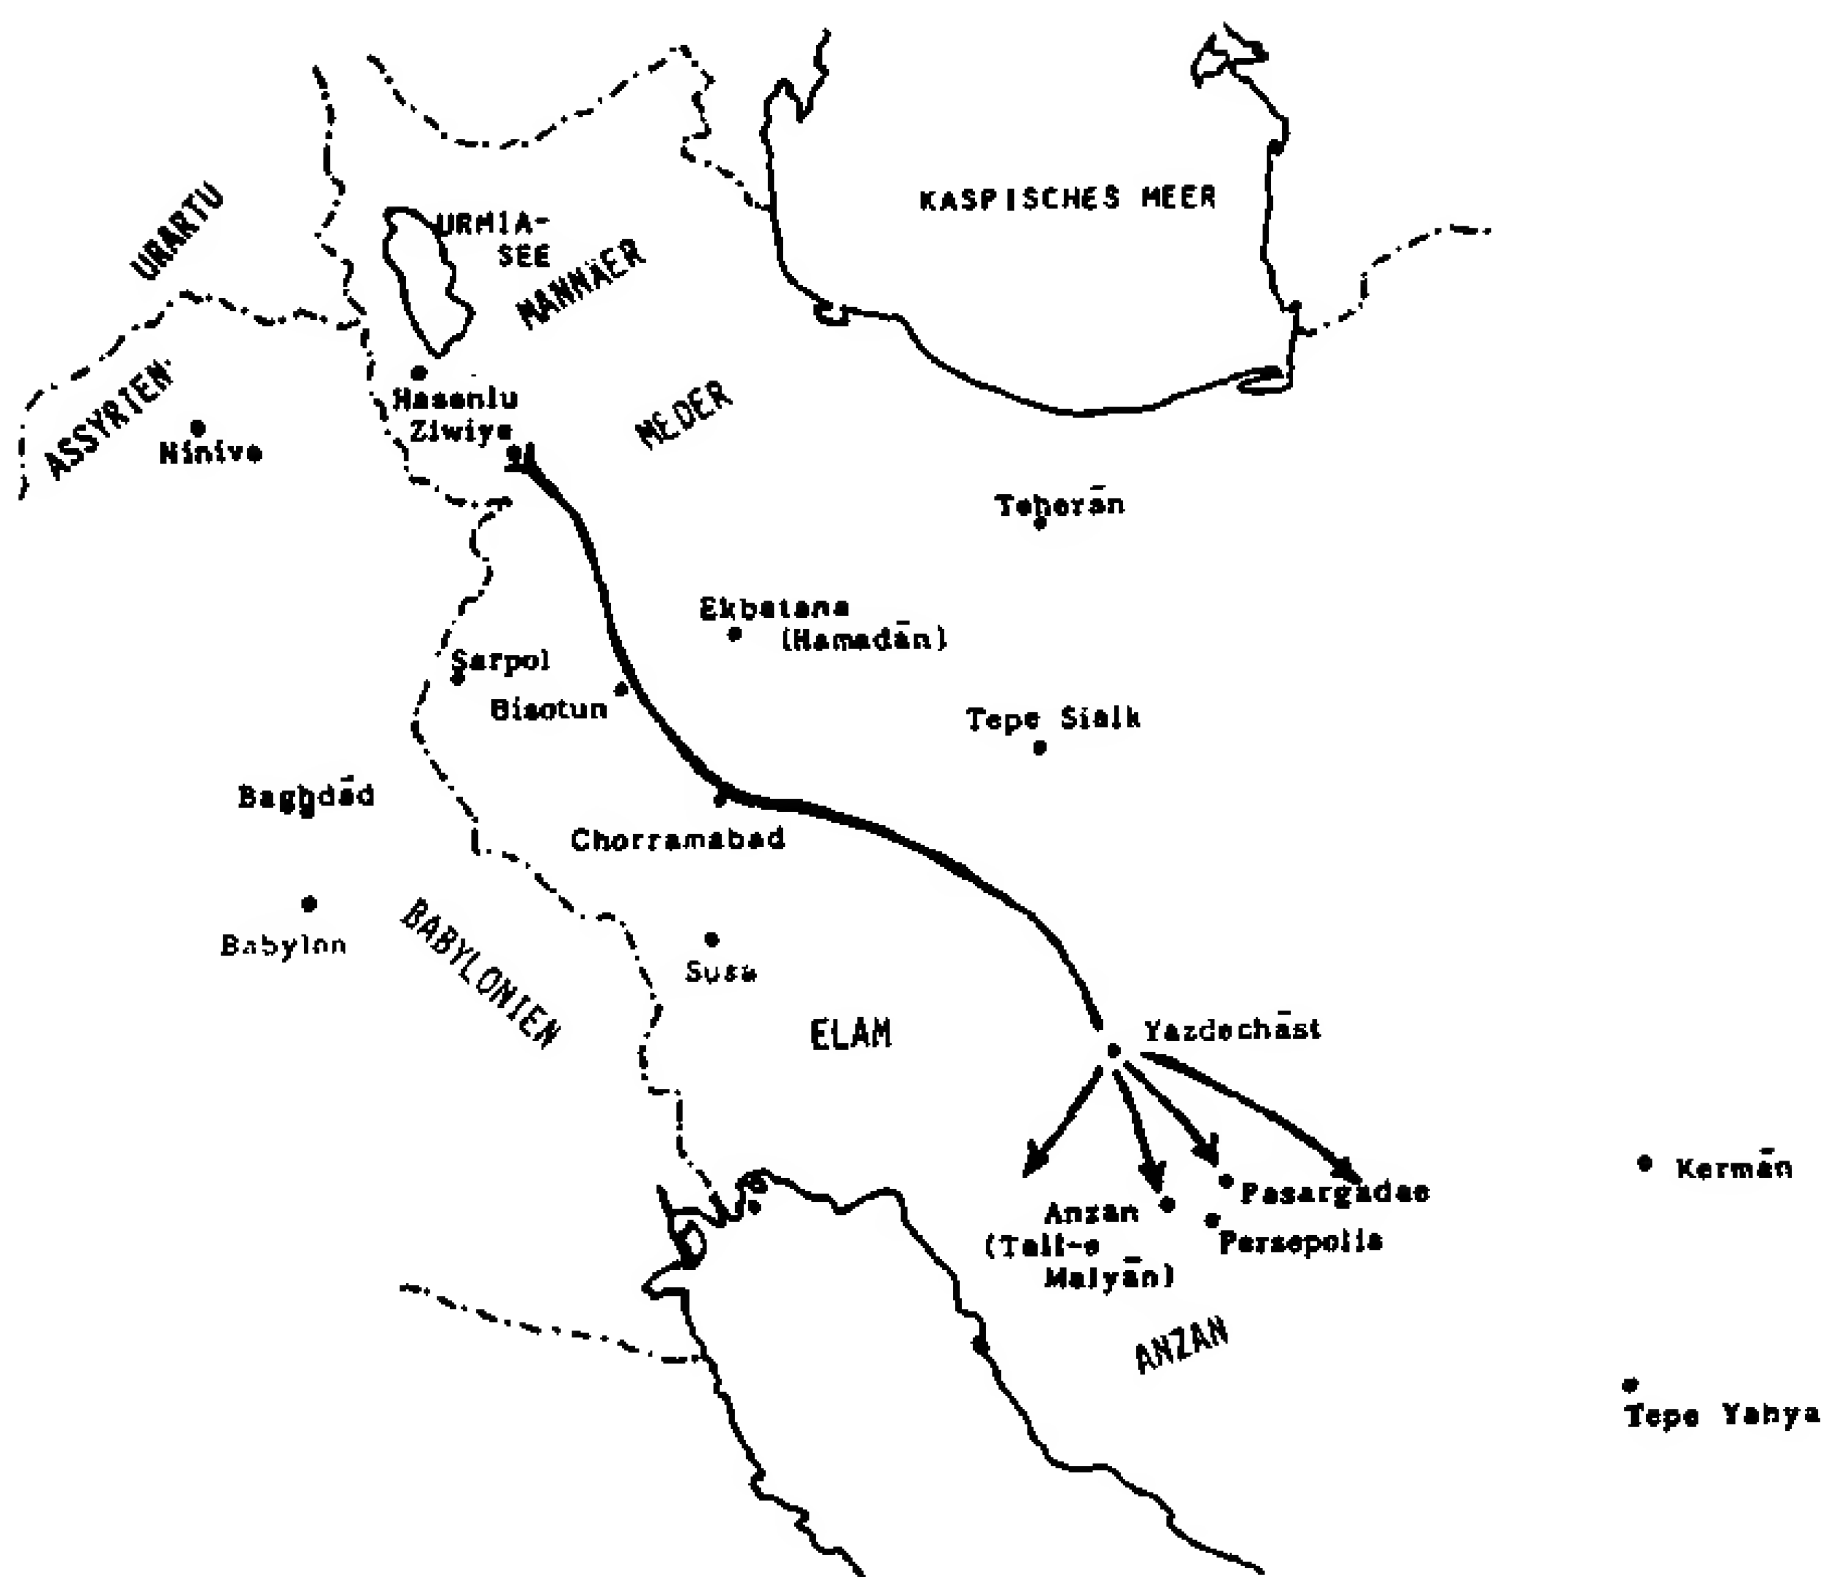 KASPISCHES MEER
URARTU
URMIA-
SEE
MANNÄER
ASSYRIEN
Ninive
Hasanlu
Ziwiye
MEDER
Teherān
Ekbatana
(Hamadān)
Sarpol
Bisotun
Tepe Sialk
Baghdād
Chorramabad
Babylon
BABYLONIEN
Susa
ELAM
Yazdechāst
Kermān
Pasargadae
Anzan
(Tall-e
Malyān)
Persepolis
ANZAN
Tepe Yahya